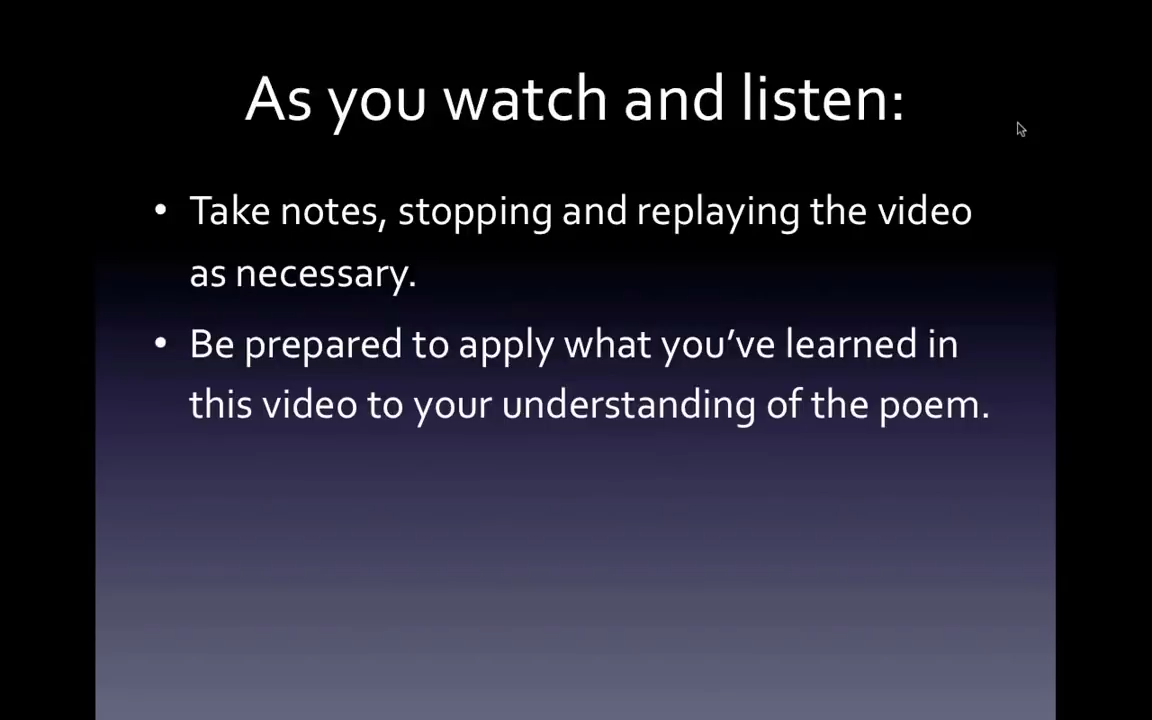 As you watch and listen:
• Take notes, stopping and replaying the video
as necessary.
• Be prepared to apply what you’ve learned in
this video to your understanding of the poem.